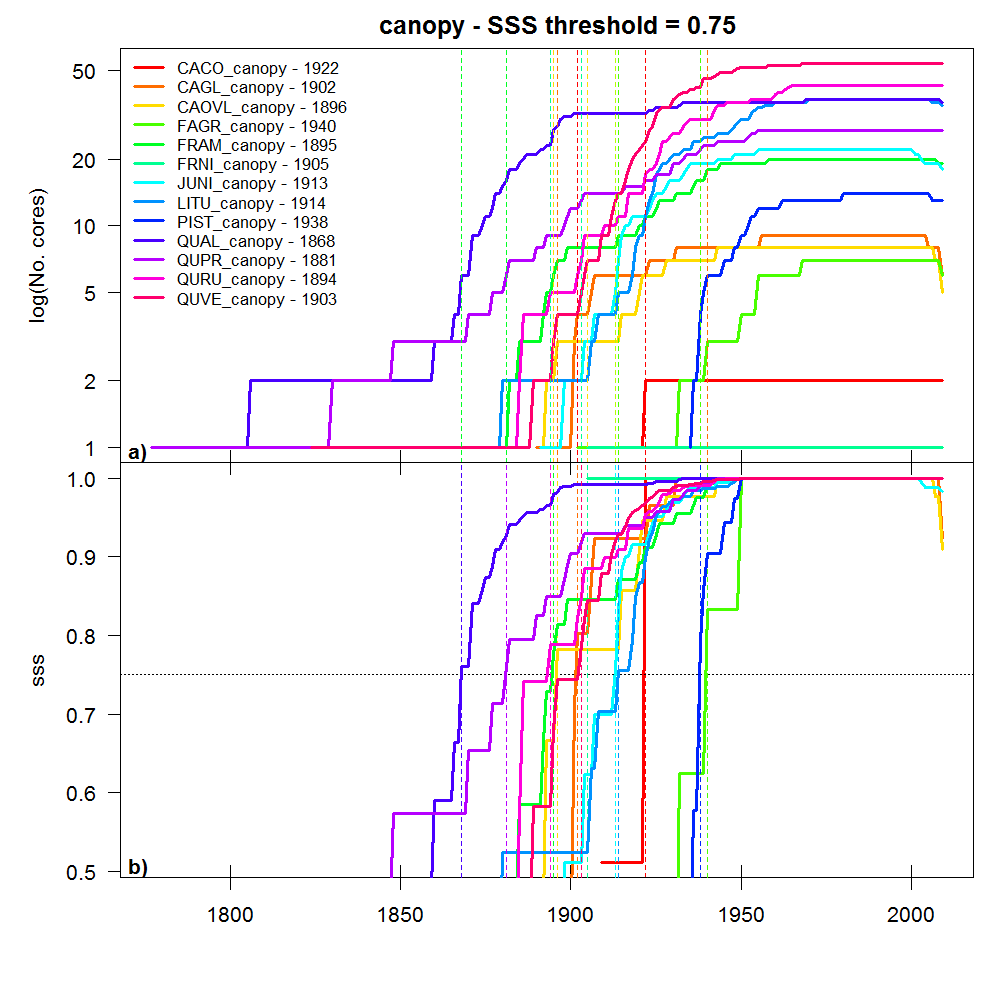 canopy - SSS threshold = 0.75
log(No. cores)
50
20
10
5
2
1
CACO_canopy - 1922
CAGL_canopy - 1902
CAOVL_canopy - 1896
FAGR_canopy - 1940
FRAM_canopy - 1895
FRNI_canopy - 1905
JUNI_canopy - 1913
LITU_canopy - 1914
PIST_canopy - 1938
QUAL_canopy - 1868
QUPR_canopy - 1881
QURU_canopy - 1894
QUVE_canopy - 1903
a)
sss
1.0
0.9
0.8
0.7
0.6
0.5
b)
1800 1850 1900 1950 2000